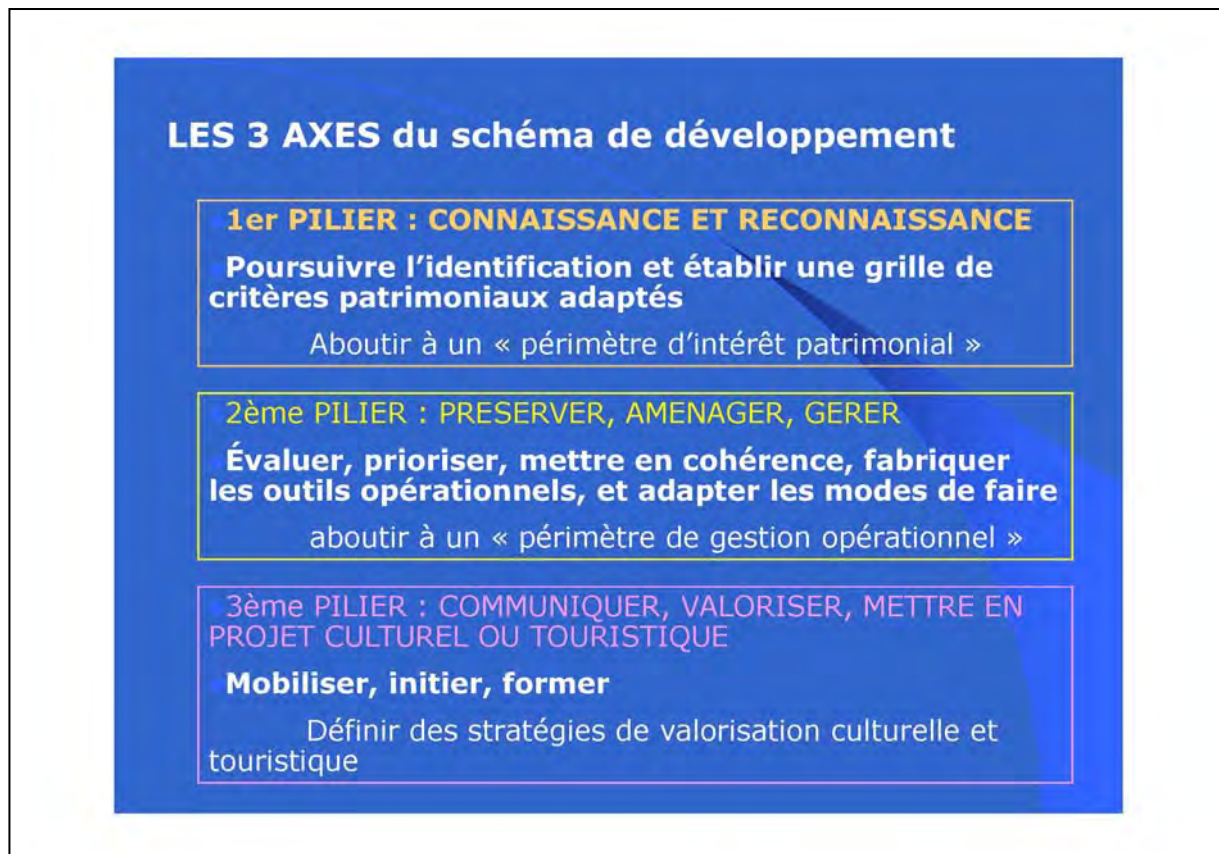 LES 3 AXES du schéma de développement
1er PILIER : CONNAISSANCE ET RECONNAISSANCE
Poursuivre l’identification et établir une grille de
critères patrimoniaux adaptés
Aboutir à un « périmètre d’intérêt patrimonial »
2ème PILIER : PRESERVER, AMENAGER, GERER
Évaluer, prioriser, mettre en cohérence, fabriquer
les outils opérationnels, et adapter les modes de faire
aboutir à un « périmètre de gestion opérationnel »
3ème PILIER : COMMUNIQUER, VALORISER, METTRE EN
PROJET CULTUREL OU TOURISTIQUE
Mobiliser, initier, former
Définir des stratégies de valorisation culturelle et
touristique